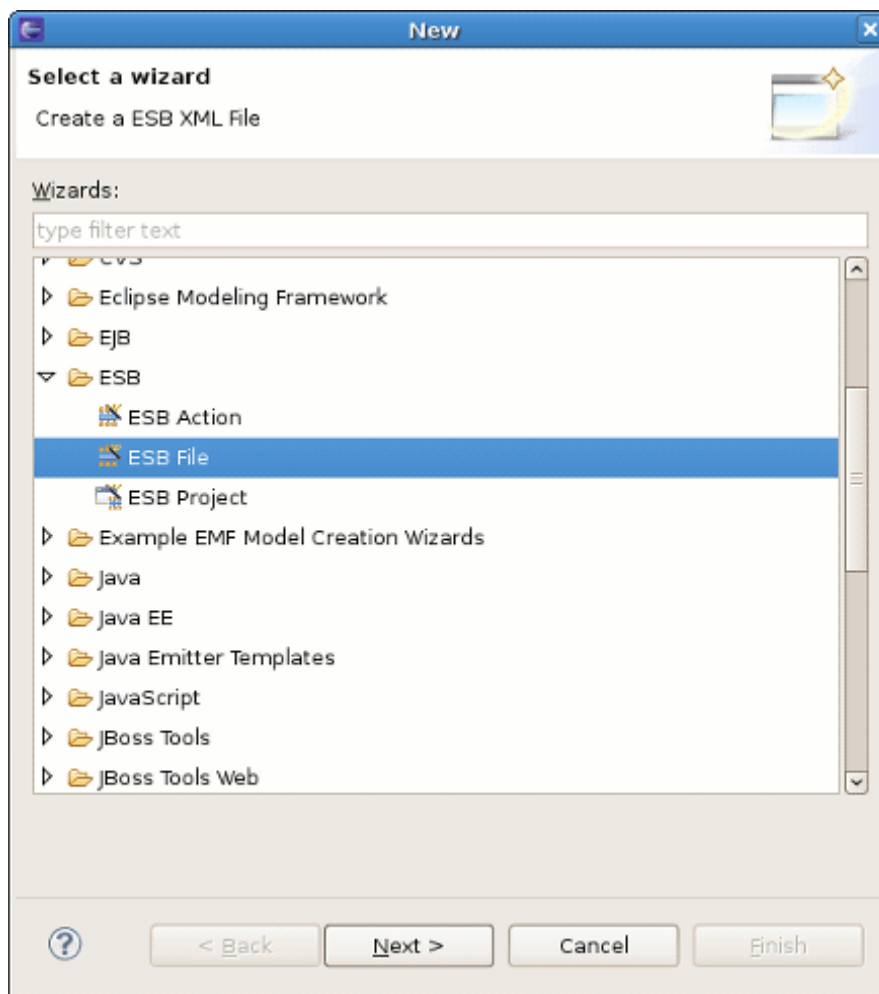 New
Select a wizard
Create a ESB XML File
Wizards:
type filter text
CVS
Eclipse Modeling Framework
EJB
ESB
ESB Action
ESB File
ESB Project
Example EMF Model Creation Wizards
Java
Java EE
Java Emitter Templates
JavaScript
JBoss Tools
JBoss Tools Web
< Back Next > Cancel Finish